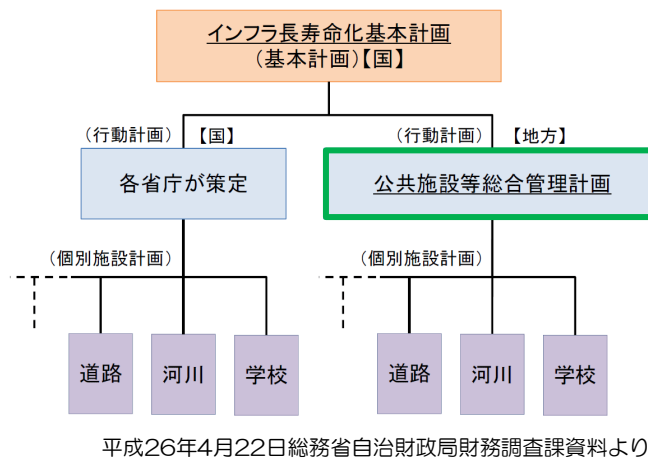 インフラ長寿命化基本計画
(基本計画)【国】
(行動計画) 【国】
(行動計画) 【地方】
各省庁が策定
公共施設等総合管理計画
(個別施設計画)
(個別施設計画)
道路 河川 学校
道路 河川 学校
平成26年4月22日総務省自治財政局財務調査課資料より